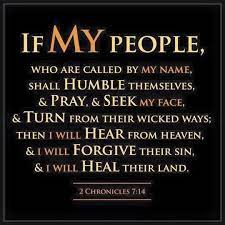 IF MY PEOPLE,
WHO ARE CALLED BY MY NAME,
SHALL HUMBLE THEMSELVES,
& PRAY, & SEEK MY FACE,
& TURN FROM THEIR WICKED WAYS;
THEN I WILL HEAR FROM HEAVEN,
& I WILL FORGIVE THEIR SIN,
& I WILL HEAL THEIR LAND.
2 CHRONICLES 7:14